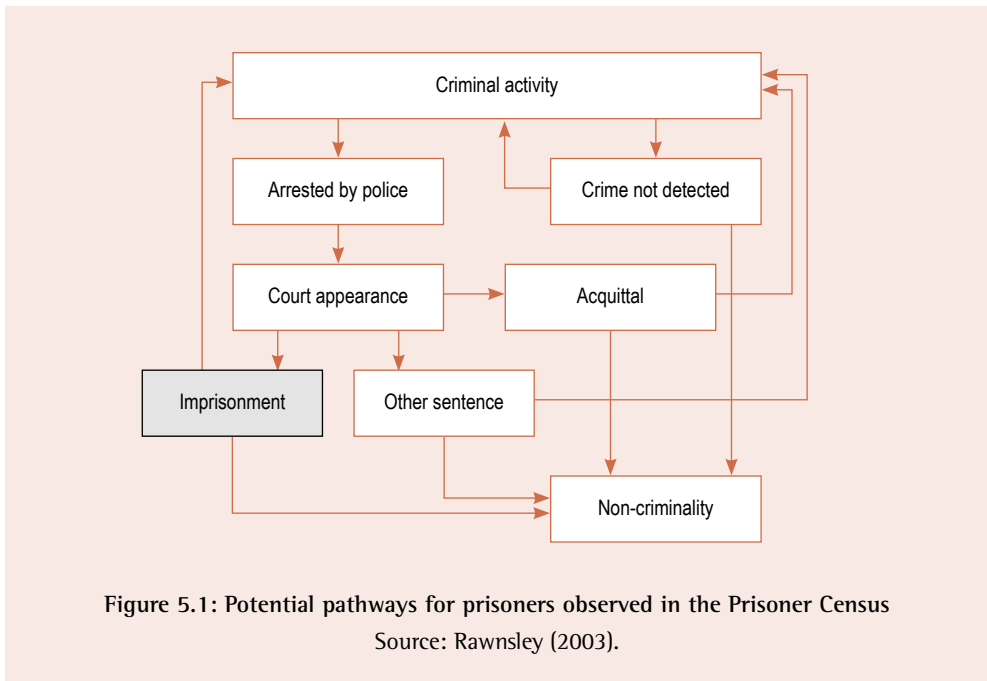 Criminal activity
Arrested by police
Crime not detected
Court appearance
Acquittal
Imprisonment
Other sentence
Non-criminality
Figure 5.1: Potential pathways for prisoners observed in the Prisoner Census
Source: Rawnsley (2003).